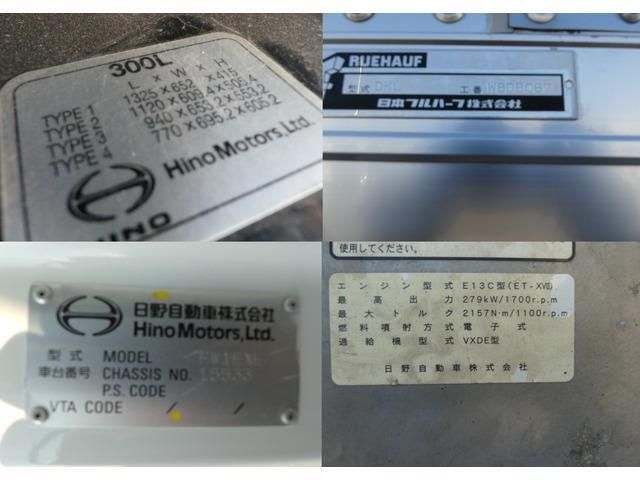 300L
L × W × H
TYPE 1 1325×652×415
TYPE 2 1120×609.4×505.4
TYPE 3 940×653.2×553.2
TYPE 4 770×695.2×605.2
Hino Motors, Ltd.
HINO
RUEHAUF
型式 DKL 工番
日本フルハーフ株式会社
日野自動車株式会社
Hino Motors, Ltd.
型式 MODEL FW1EXE
車台番号 CHASSIS NO. 15533
P.S. CODE
VTA CODE / /
使用してください。
エンジン型式 E13C型(ET-XVII)
最高出力 279kW/1700r.p.m
最大トルク 2157N·m/1100r.p.m
燃料噴射方式 電子式
過給機型式 VXDE型
日野自動車株式会社